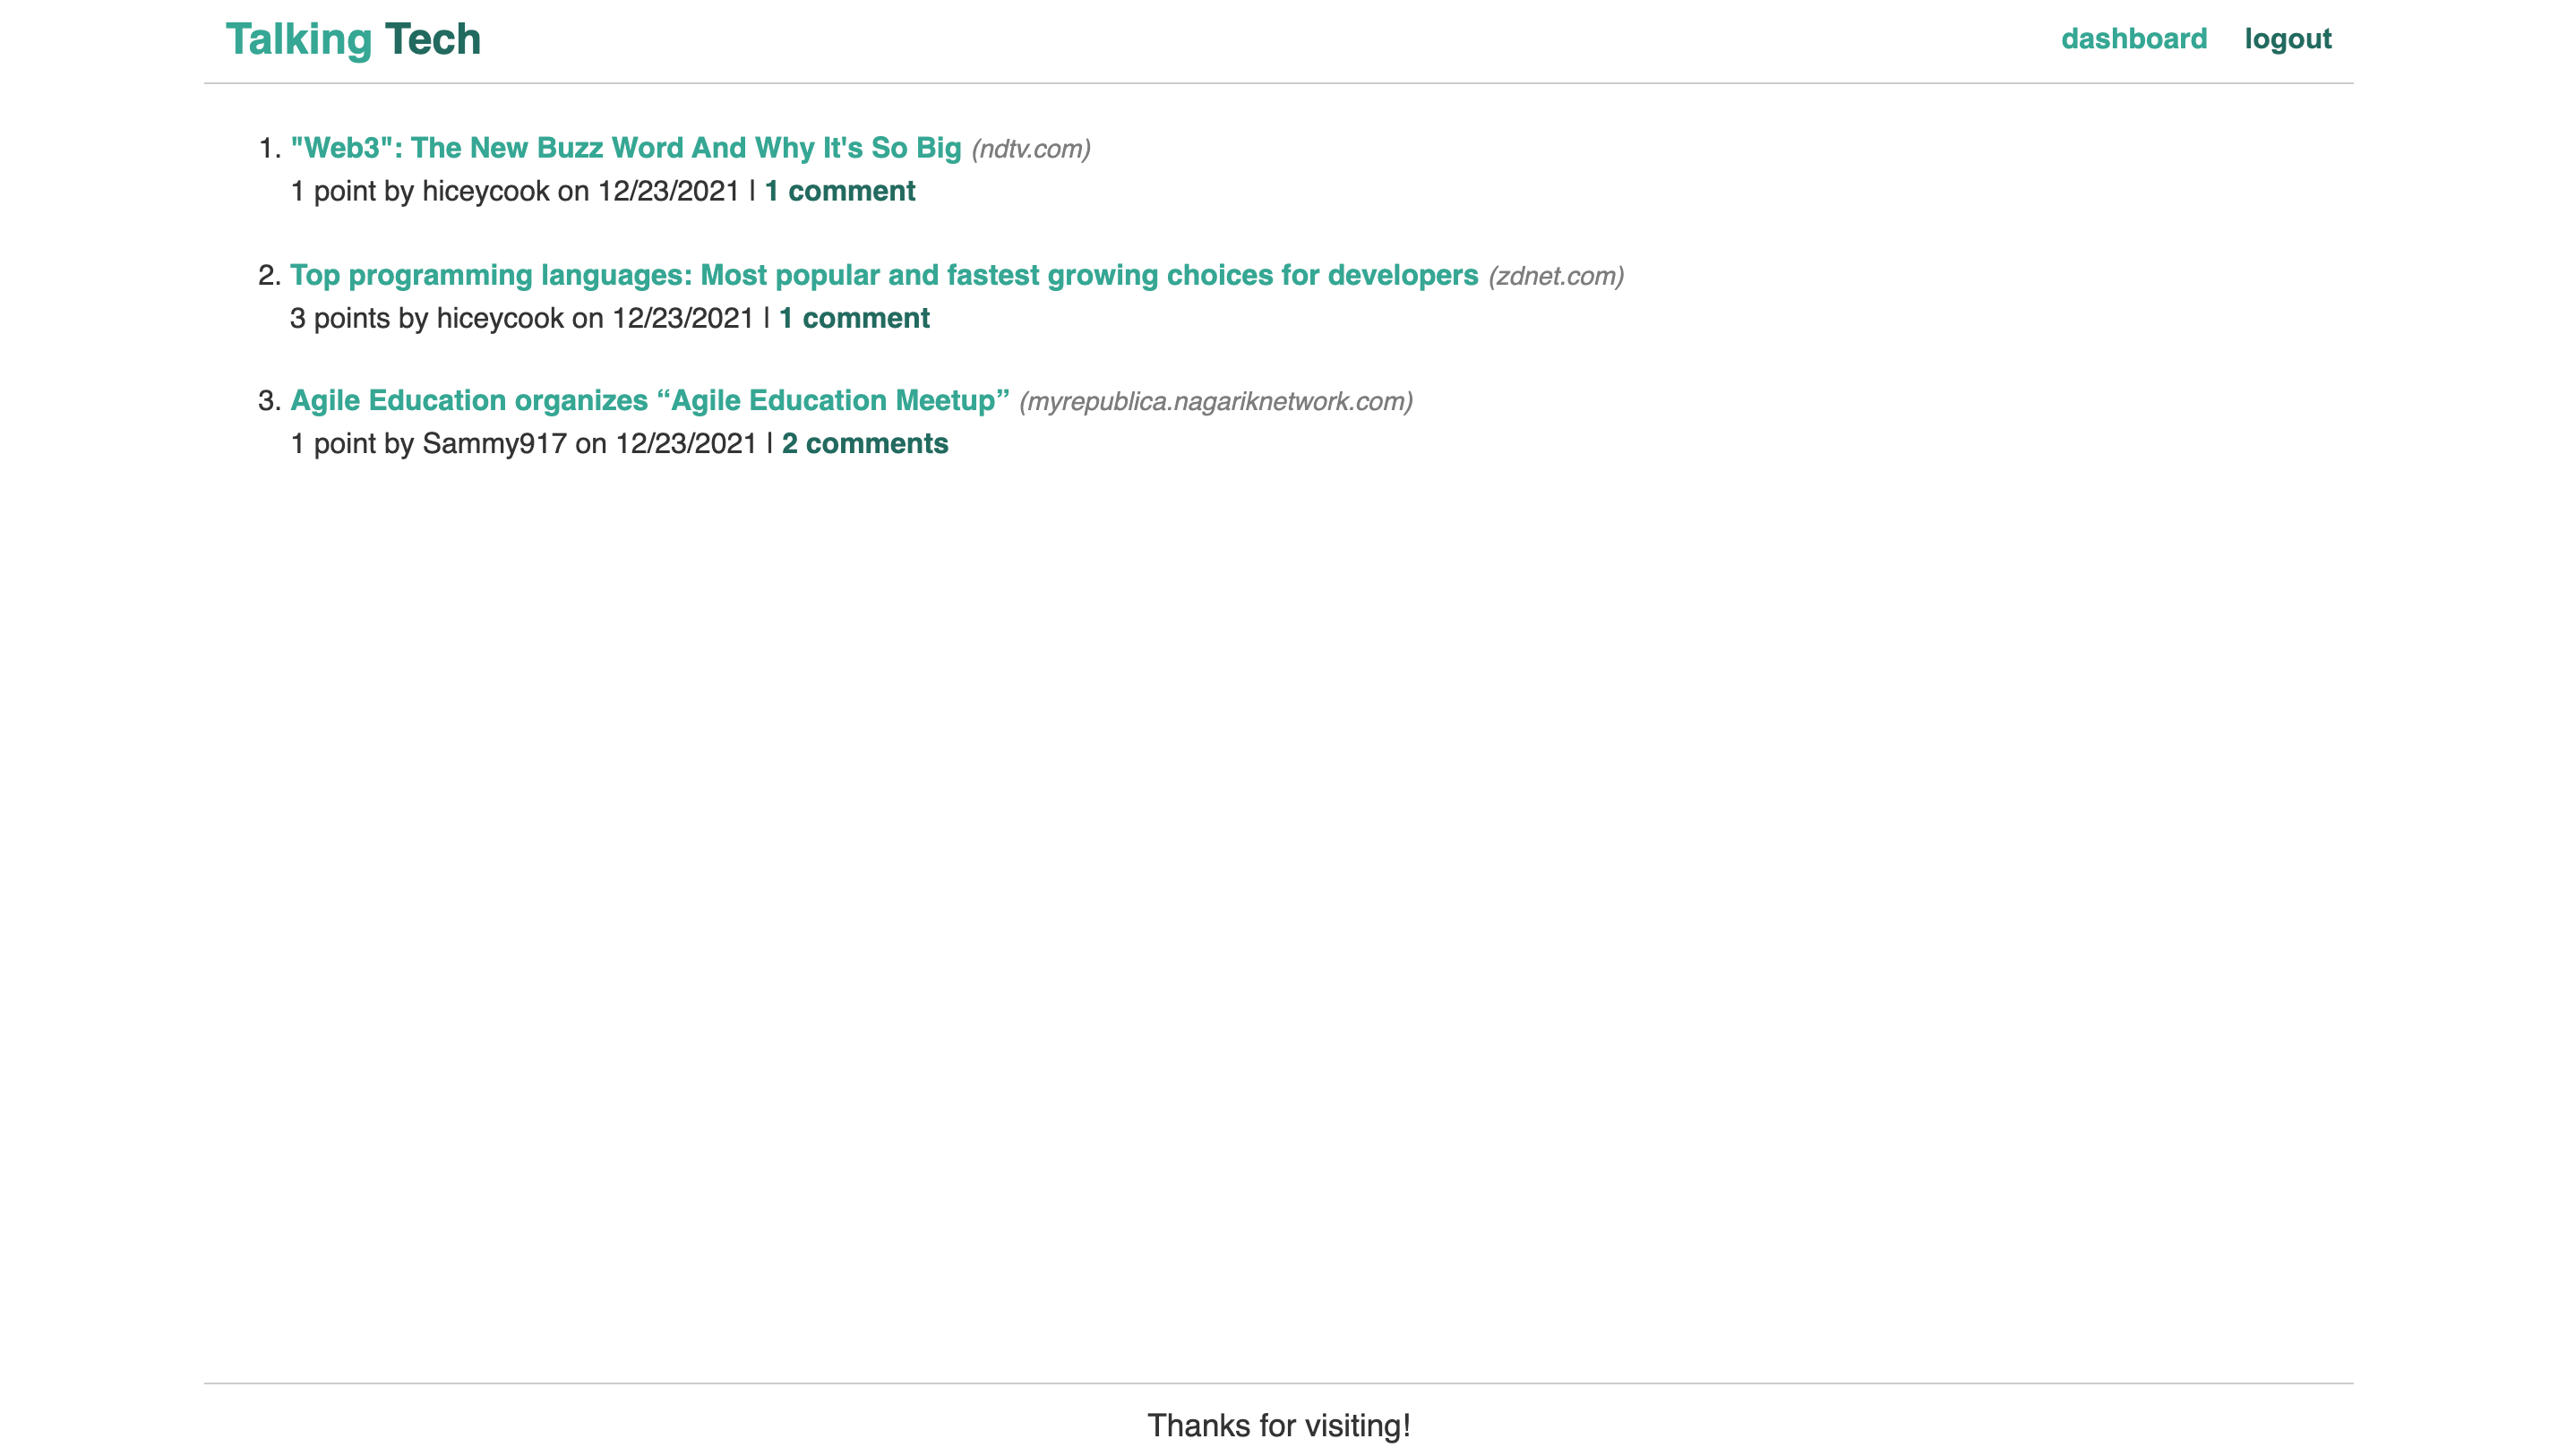 Talking Tech
dashboard logout
1. "Web3": The New Buzz Word And Why It's So Big (ndtv.com)
1 point by hiceycook on 12/23/2021 | 1 comment
2. Top programming languages: Most popular and fastest growing choices for developers (zdnet.com)
3 points by hiceycook on 12/23/2021 | 1 comment
3. Agile Education organizes “Agile Education Meetup” (myrepublica.nagariknetwork.com)
1 point by Sammy917 on 12/23/2021 | 2 comments
Thanks for visiting!